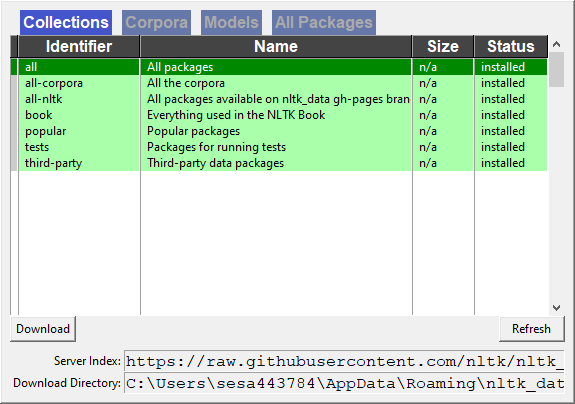 Collections Corpora Models All Packages
Identifier Name Size Status
all All packages n/a installed
all-corpora All the corpora n/a installed
all-nltk All packages available on nltk_data gh-pages bran n/a installed
book Everything used in the NLTK Book n/a installed
popular Popular packages n/a installed
tests Packages for running tests n/a installed
third-party Third-party data packages n/a installed
Download Refresh
Server Index: https://raw.githubusercontent.com/nltk/nltk_
Download Directory: C:\Users\sesa443784\AppData\Roaming\nltk_dat